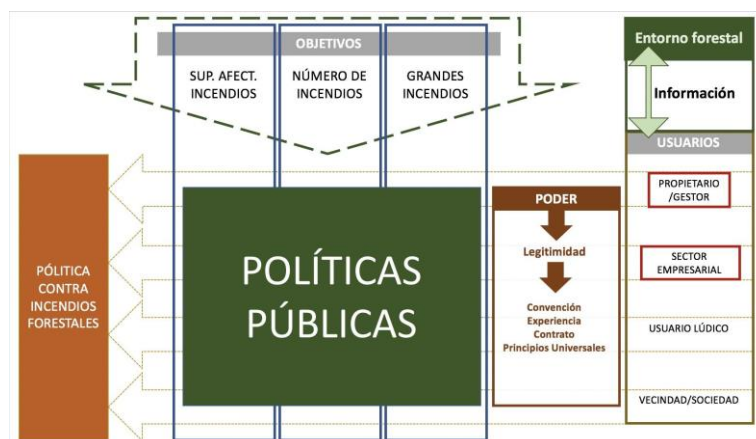 OBJETIVOS
SUP. AFECT.
INCENDIOS
NÚMERO DE
INCENDIOS
GRANDES
INCENDIOS
Entorno forestal
Información
USUARIOS
PROPIETARIO
/GESTOR
SECTOR
EMPRESARIAL
USUARIO LÚDICO
VECINDAD/SOCIEDAD
PODER
Legitimidad
Convención
Experiencia
Contrato
Principios Universales
POLÍTICAS
PÚBLICAS
PÓLITICA
CONTRA
INCENDIOS
FORESTALES